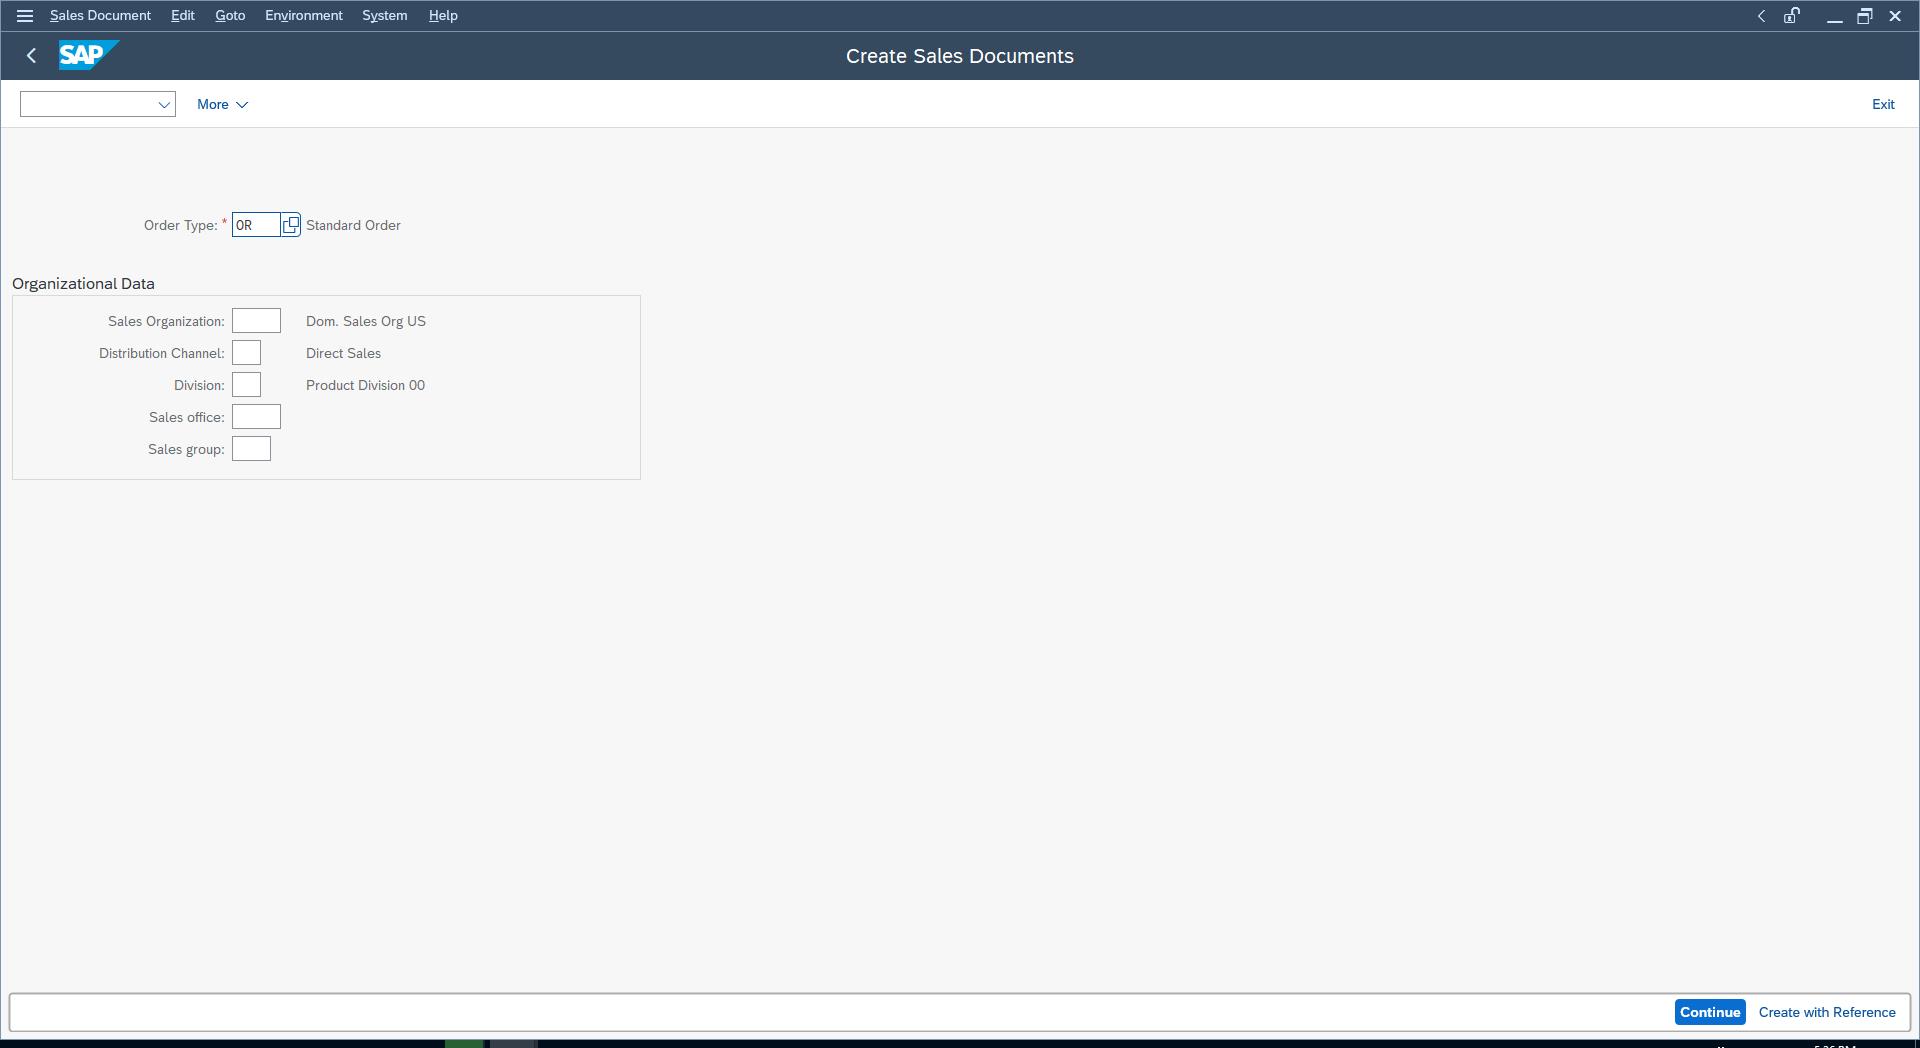 Sales Document Edit Goto Environment System Help
SAP Create Sales Documents
More Exit
Order Type: * OR Standard Order
Organizational Data
Sales Organization: Dom. Sales Org US
Distribution Channel: Direct Sales
Division: Product Division 00
Sales office:
Sales group:
Continue Create with Reference